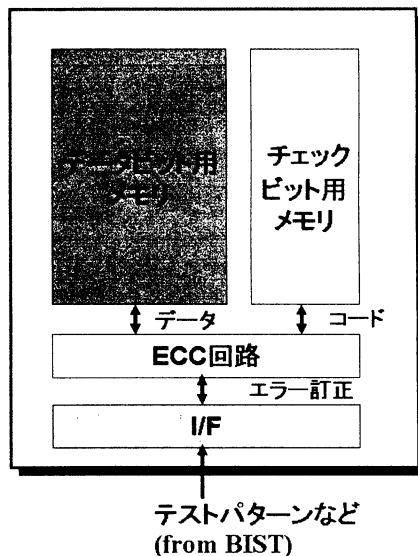 データビット用
メモリ
チェック
ビット用
メモリ
データ
コード
ECC回路
エラー訂正
I/F
テストパターンなど
(from BIST)